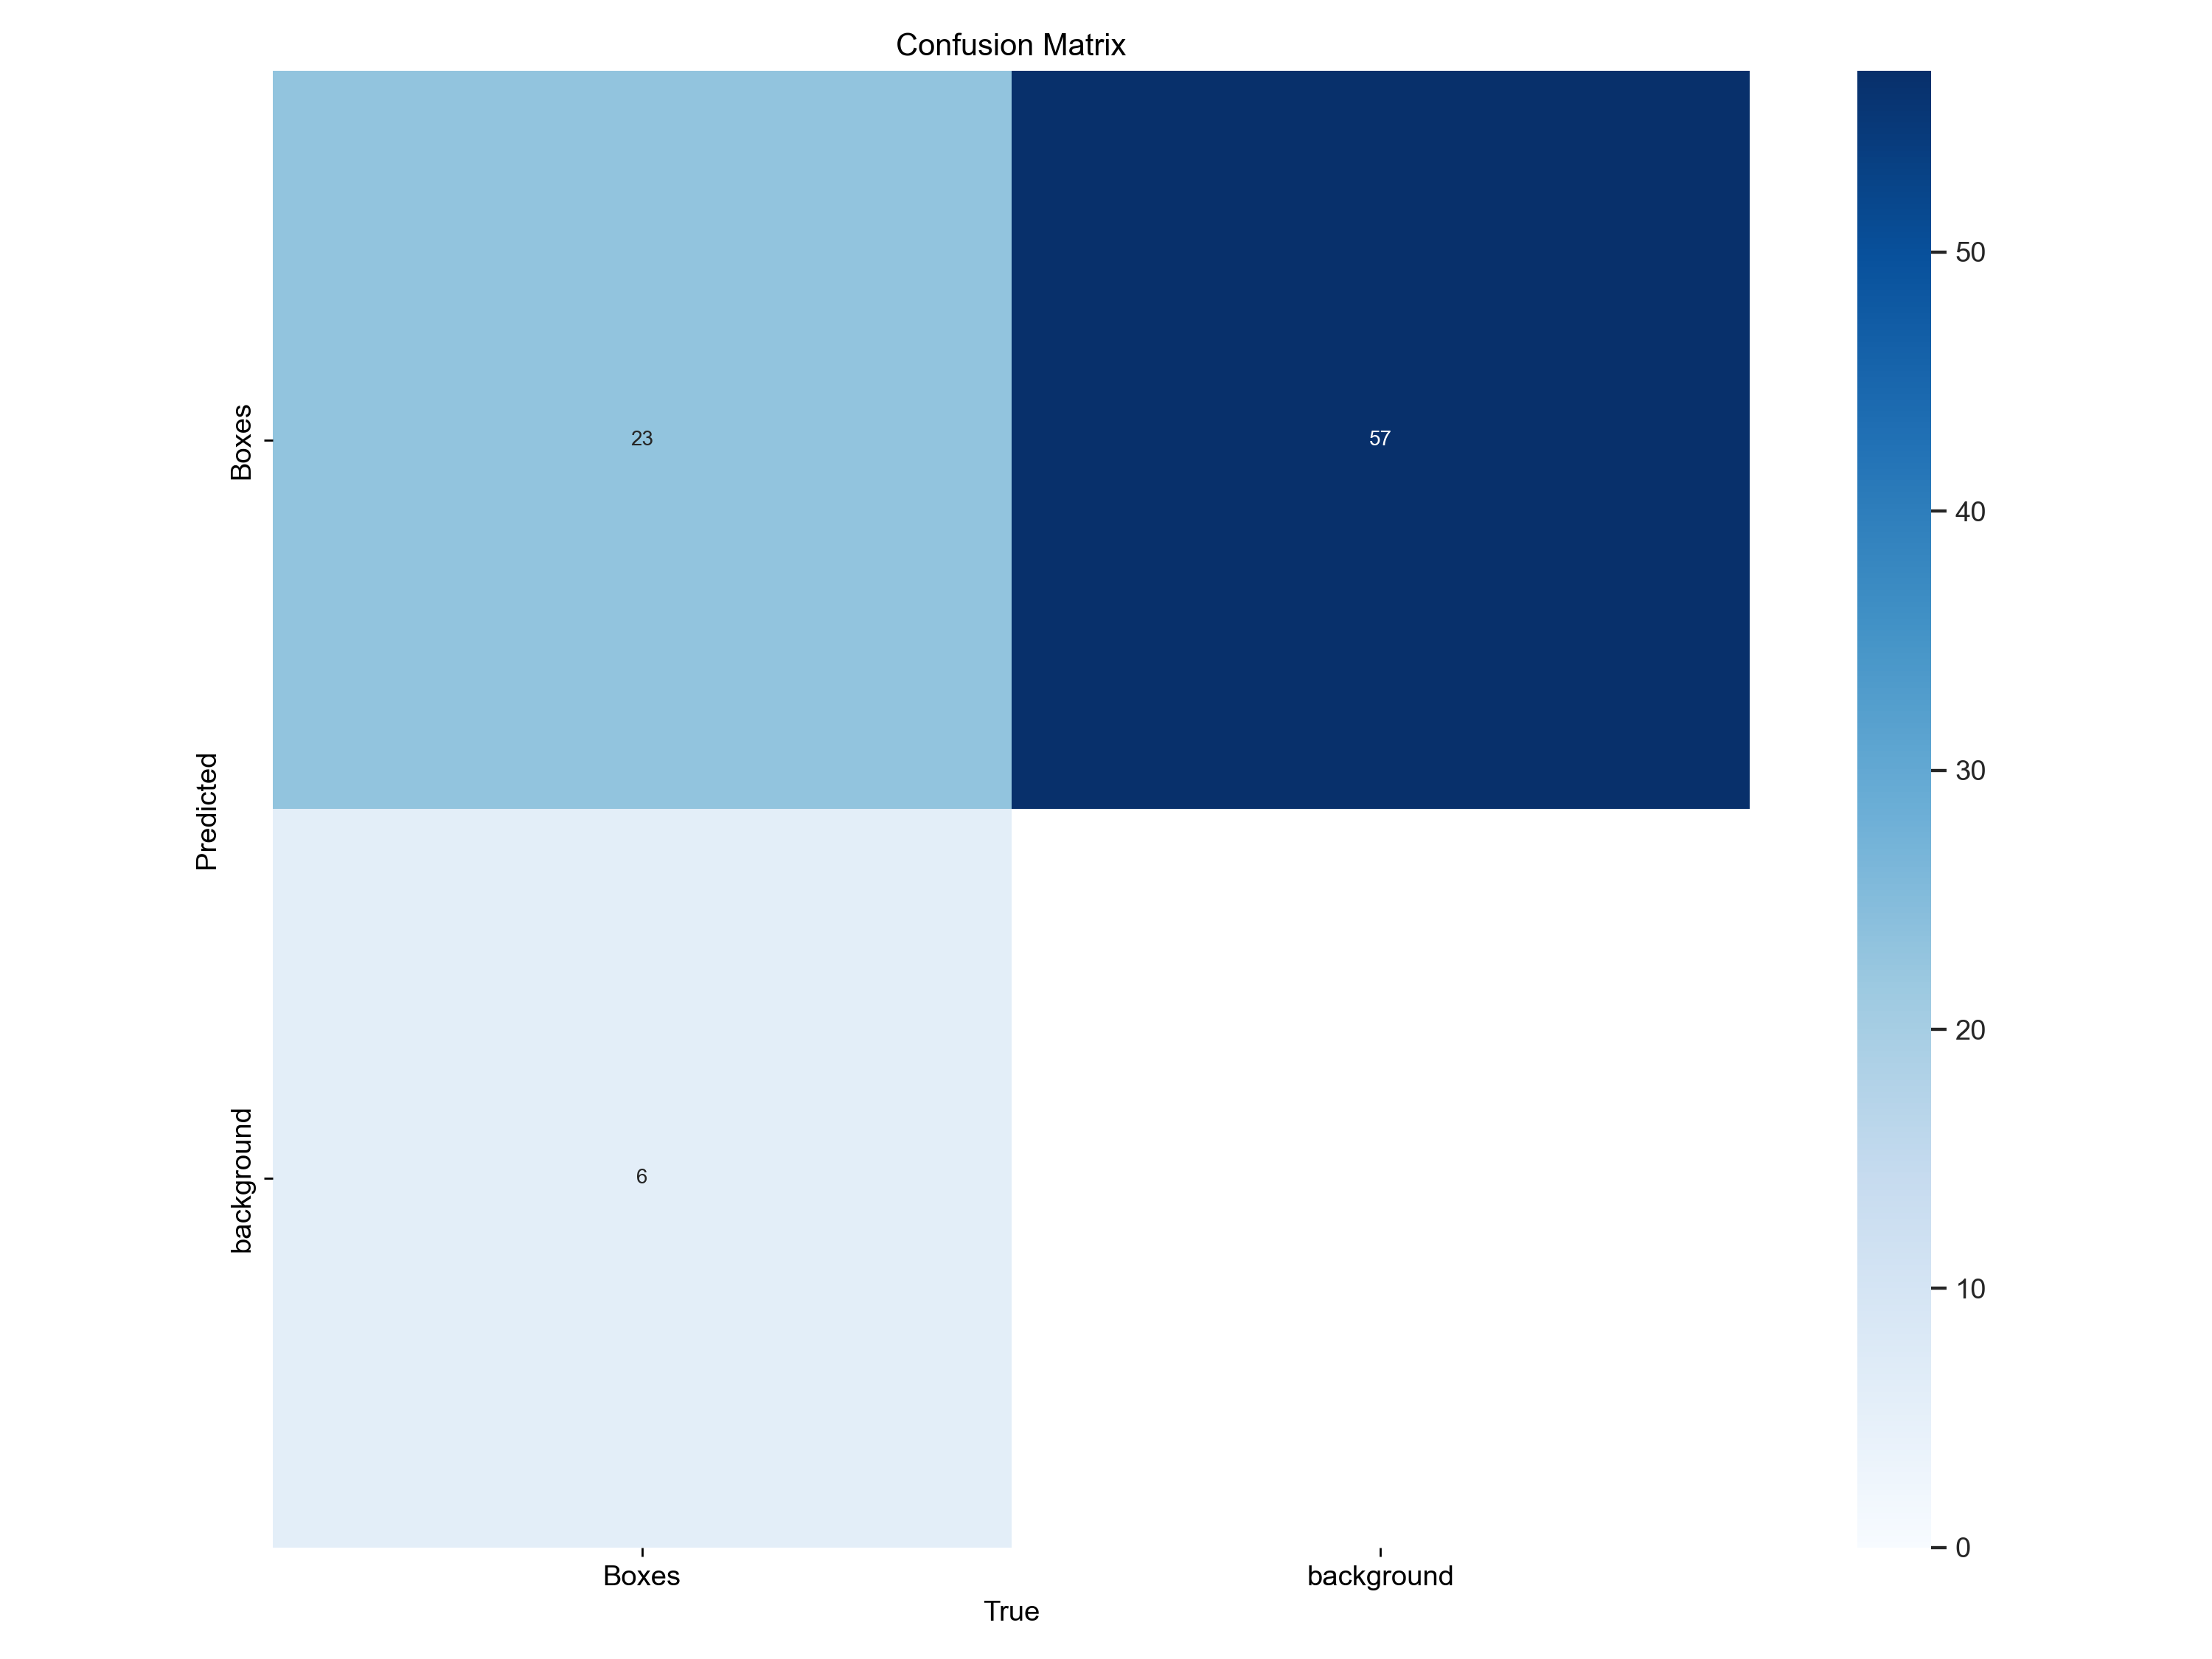 Confusion Matrix
Boxes
23
57
50
40
30
20
10
0
Predicted
background
6
Boxes
background
True